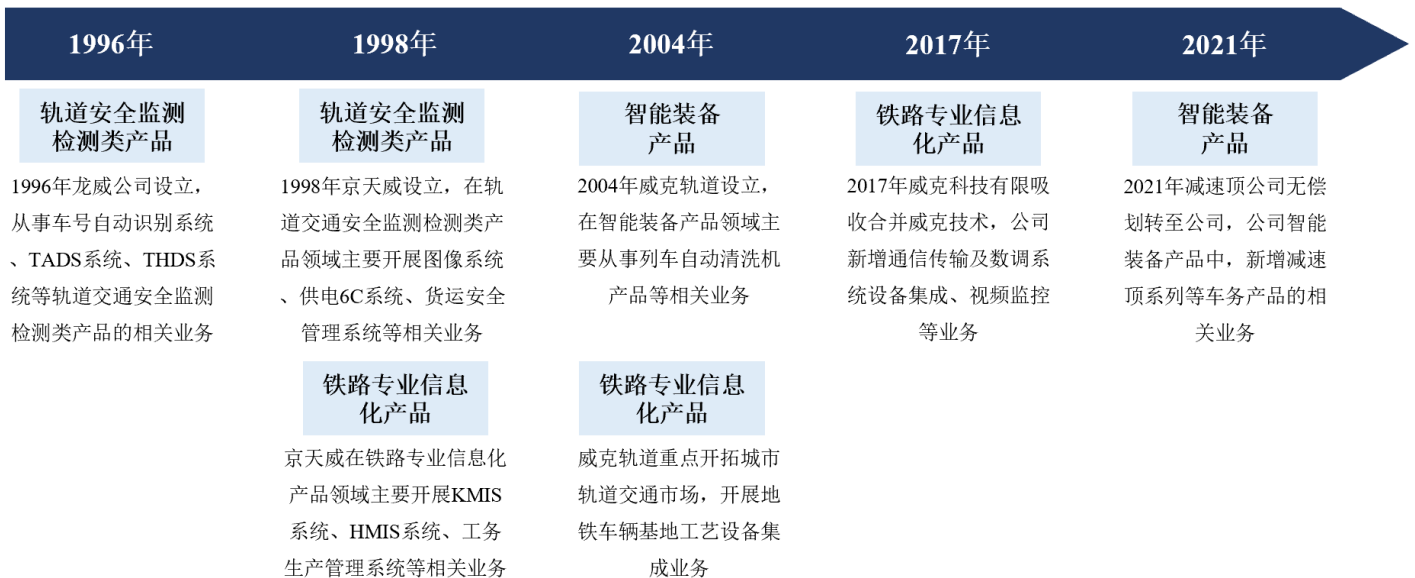 1996年
1998年
2004年
2017年
2021年
轨道安全监测
检测类产品
1996年龙威公司设立，
从事车号自动识别系统
、TADS系统、THDS系
统等轨道交通安全监测
检测类产品的相关业务
轨道安全监测
检测类产品
1998年京天威设立，在轨
道交通安全监测检测类产
品领域主要开展图像系统
、供电6C系统、货运安全
管理系统等相关业务
铁路专业信息
化产品
京天威在铁路专业信息化
产品领域主要开展KMIS
系统、HMIS系统、工务
生产管理系统等相关业务
智能装备
产品
2004年威克轨道设立，
在智能装备产品领域主
要从事列车自动清洗机
产品等相关业务
铁路专业信息
化产品
威克轨道重点开拓城市
轨道交通市场，开展地
铁车辆基地工艺设备集
成业务
铁路专业信息
化产品
2017年威克科技有限吸
收合并威克技术，公司
新增通信传输及数调系
统设备集成、视频监控
等业务
智能装备
产品
2021年减速顶公司无偿
划转至公司，公司智能
装备产品中，新增减速
顶系列等车务产品的相
关业务